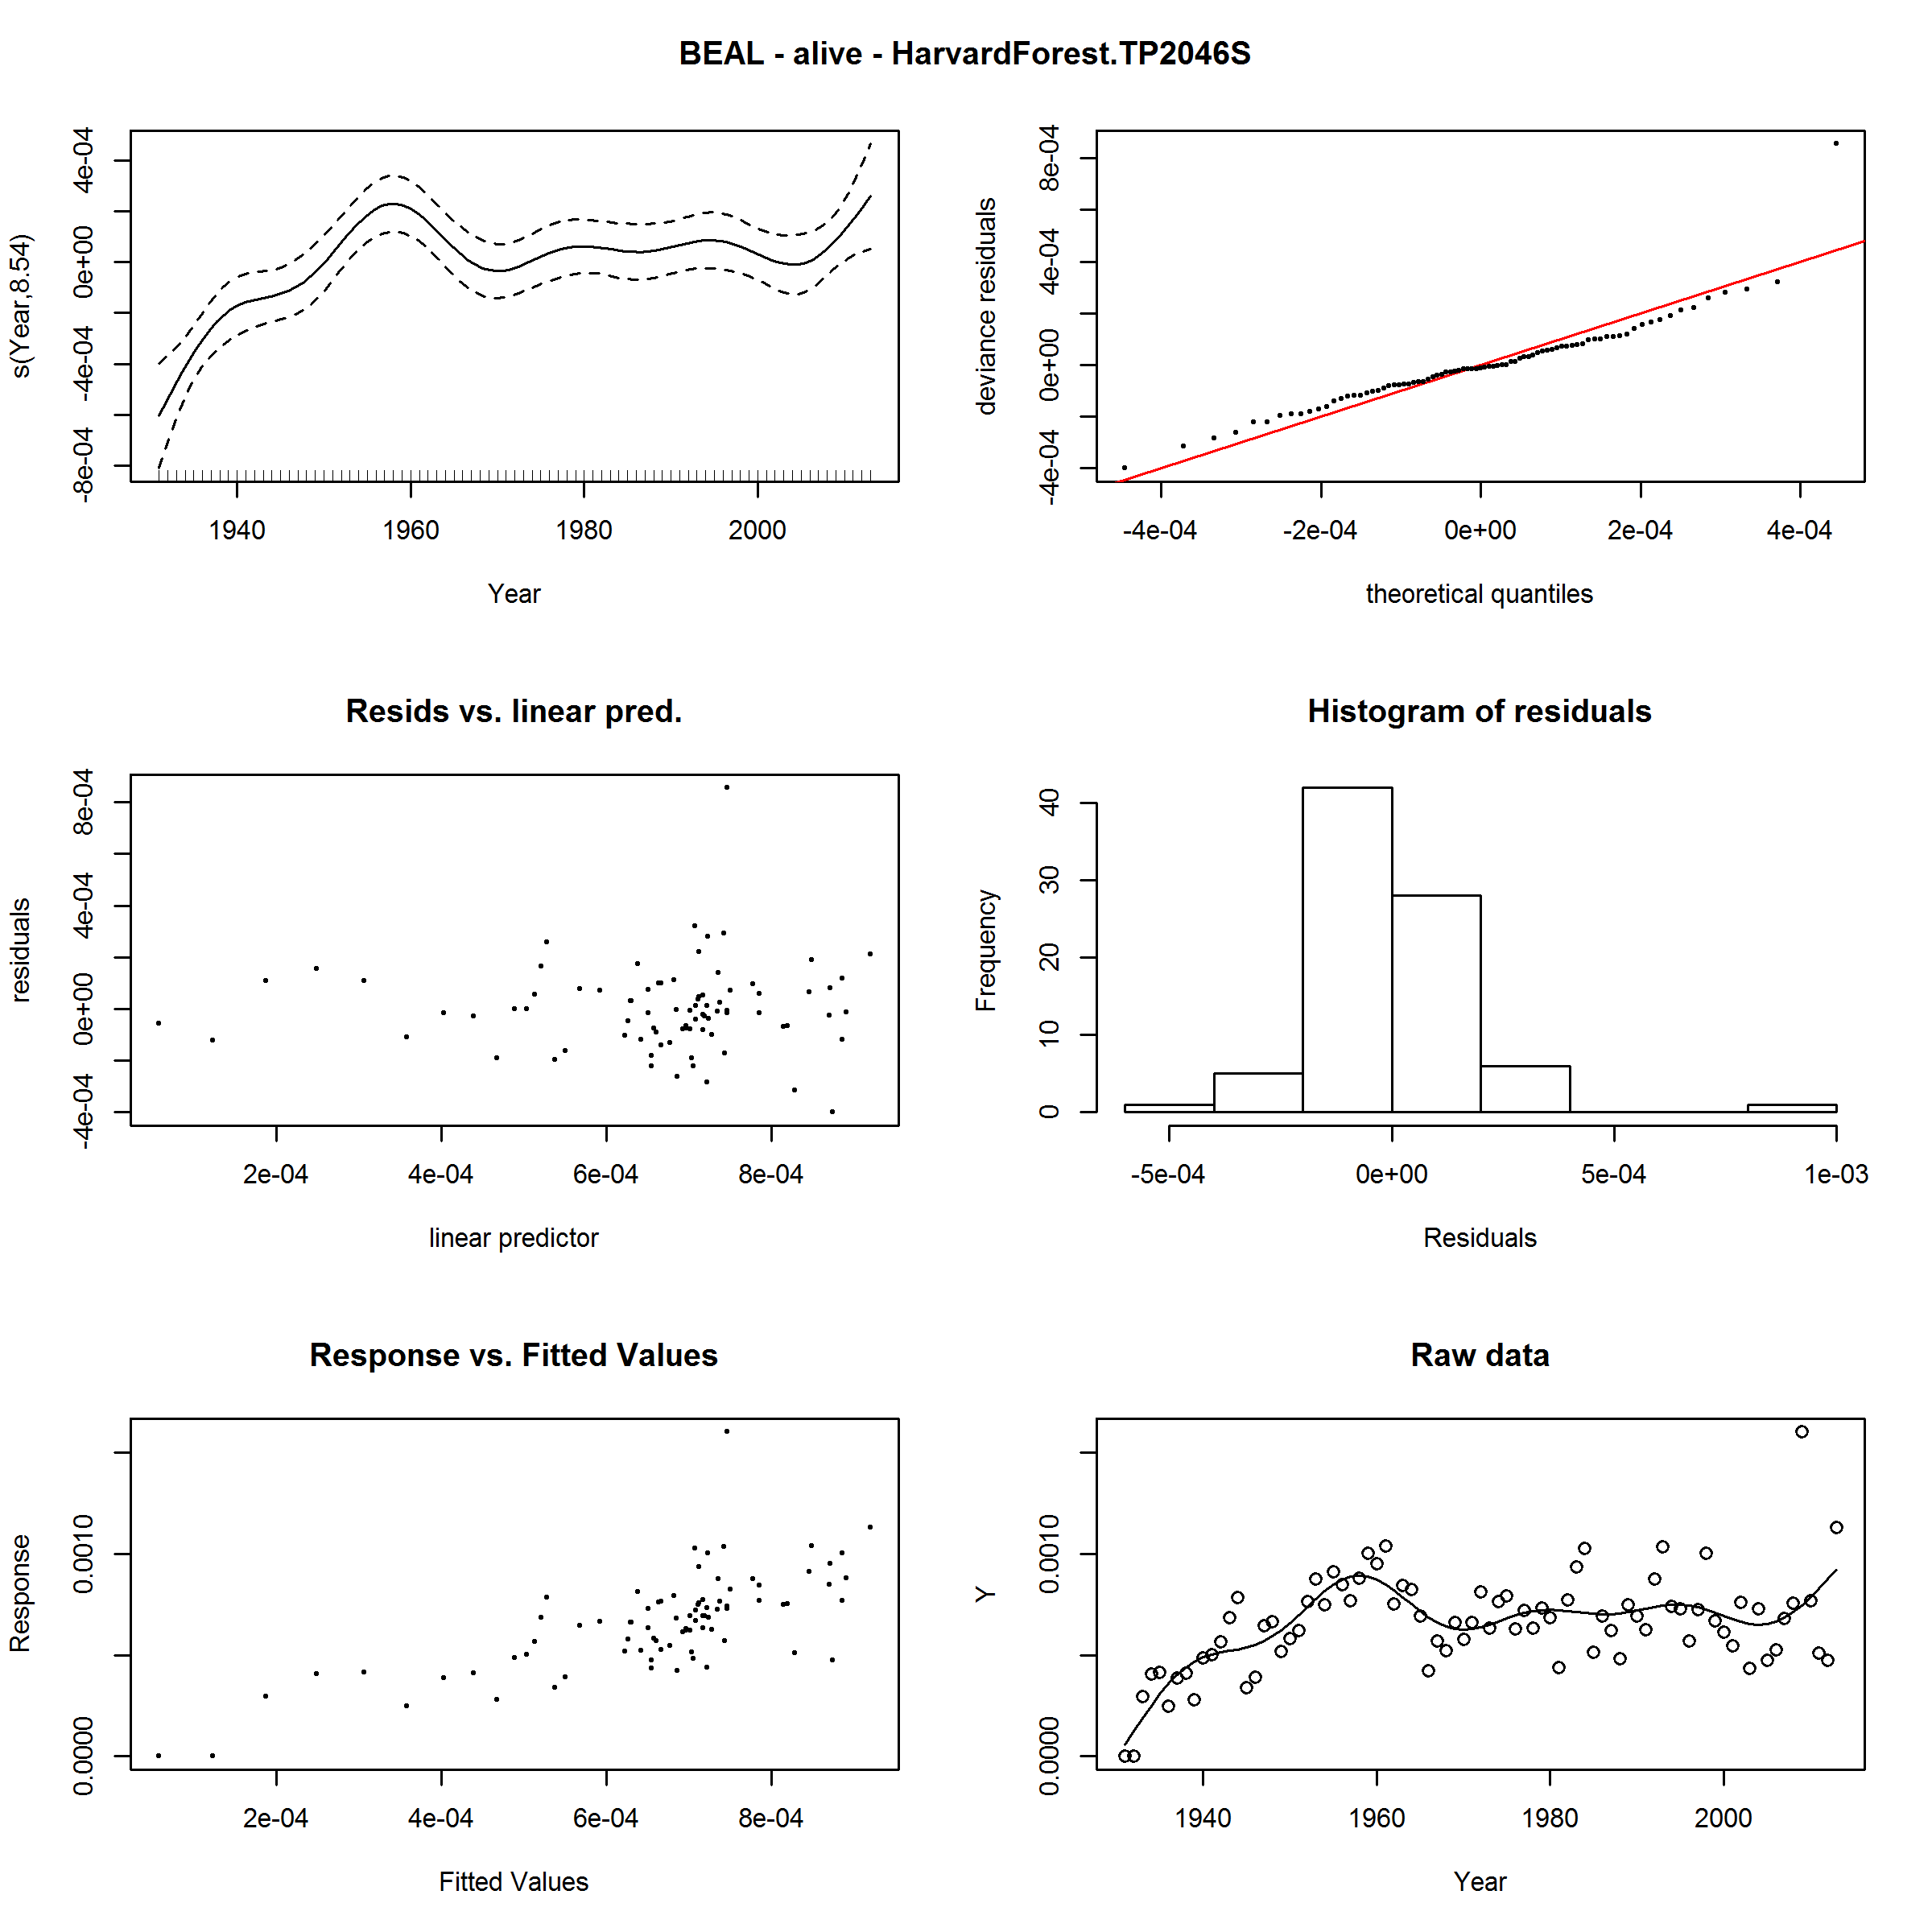 BEAL - alive - HarvardForest.TP2046S
s(Year,8.54)
-8e-04 -4e-04 0e+00 4e-04
1940 1960 1980 2000
Year
deviance residuals
-4e-04 0e+00 4e-04 8e-04
-4e-04 -2e-04 0e+00 2e-04 4e-04
theoretical quantiles
Resids vs. linear pred.
residuals
-4e-04 0e+00 4e-04 8e-04
2e-04 4e-04 6e-04 8e-04
linear predictor
Histogram of residuals
Frequency
0 10 20 30 40
-5e-04 0e+00 5e-04 1e-03
Residuals
Response vs. Fitted Values
Response
0.0000 0.0010
2e-04 4e-04 6e-04 8e-04
Fitted Values
Raw data
Y
0.0000 0.0010
1940 1960 1980 2000
Year